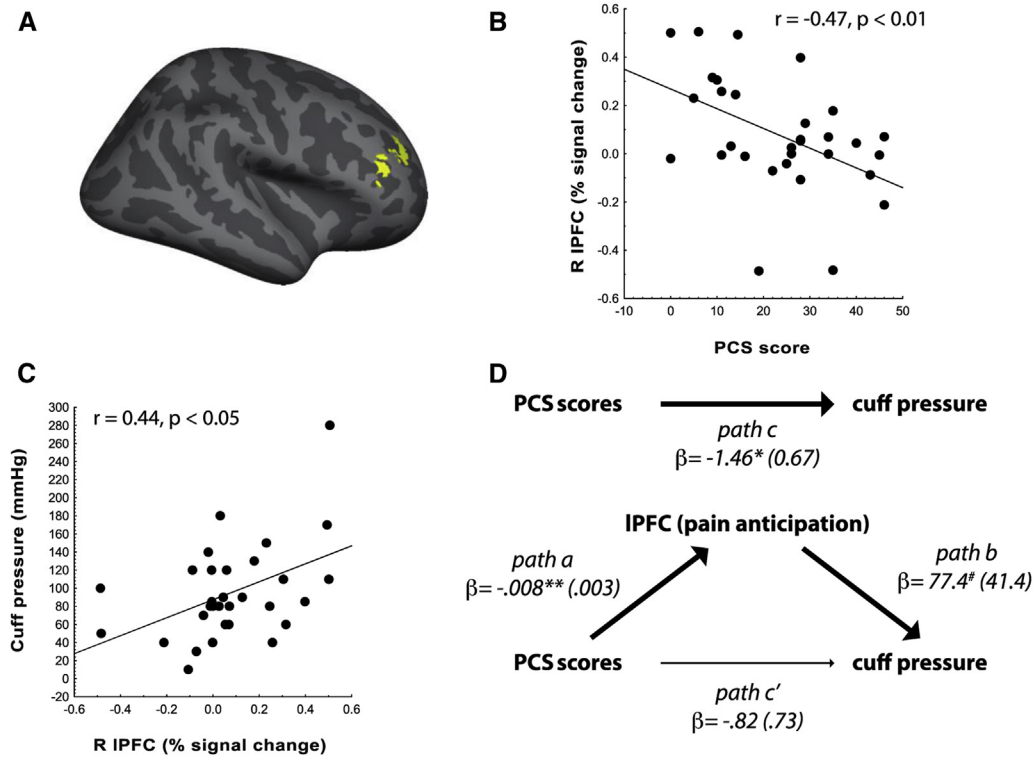 A
B
r = -0.47, p < 0.01
0.6
0.4
0.2
0.0
-0.2
-0.4
-0.6
R lPFC (% signal change)
-10 0 10 20 30 40 50
PCS score
C
r = 0.44, p < 0.05
300
280
260
240
220
200
180
160
140
120
100
80
60
40
20
0
-20
Cuff pressure (mmHg)
-0.6 -0.4 -0.2 0.0 0.2 0.4 0.6
R lPFC (% signal change)
D
PCS scores cuff pressure
path c
β= -1.46* (0.67)
lPFC (pain anticipation)
path a
β= -.008** (.003)
path b
β= 77.4# (41.4)
PCS scores cuff pressure
path c’
β= -.82 (.73)